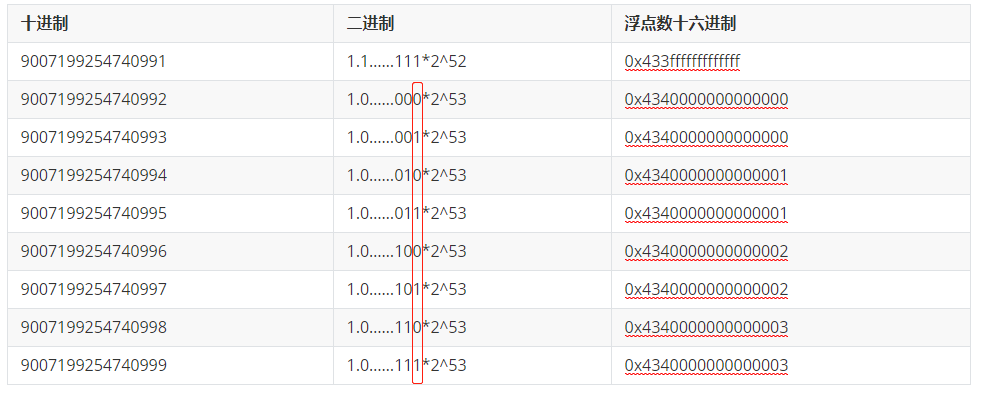 十进制 二进制 浮点数十六进制
9007199254740991 1.1......111*2^52 0x433fffffffffffff
9007199254740992 1.0......000*2^53 0x4340000000000000
9007199254740993 1.0......001*2^53 0x4340000000000000
9007199254740994 1.0......010*2^53 0x4340000000000001
9007199254740995 1.0......011*2^53 0x4340000000000001
9007199254740996 1.0......100*2^53 0x4340000000000002
9007199254740997 1.0......101*2^53 0x4340000000000002
9007199254740998 1.0......110*2^53 0x4340000000000003
9007199254740999 1.0......111*2^53 0x4340000000000003